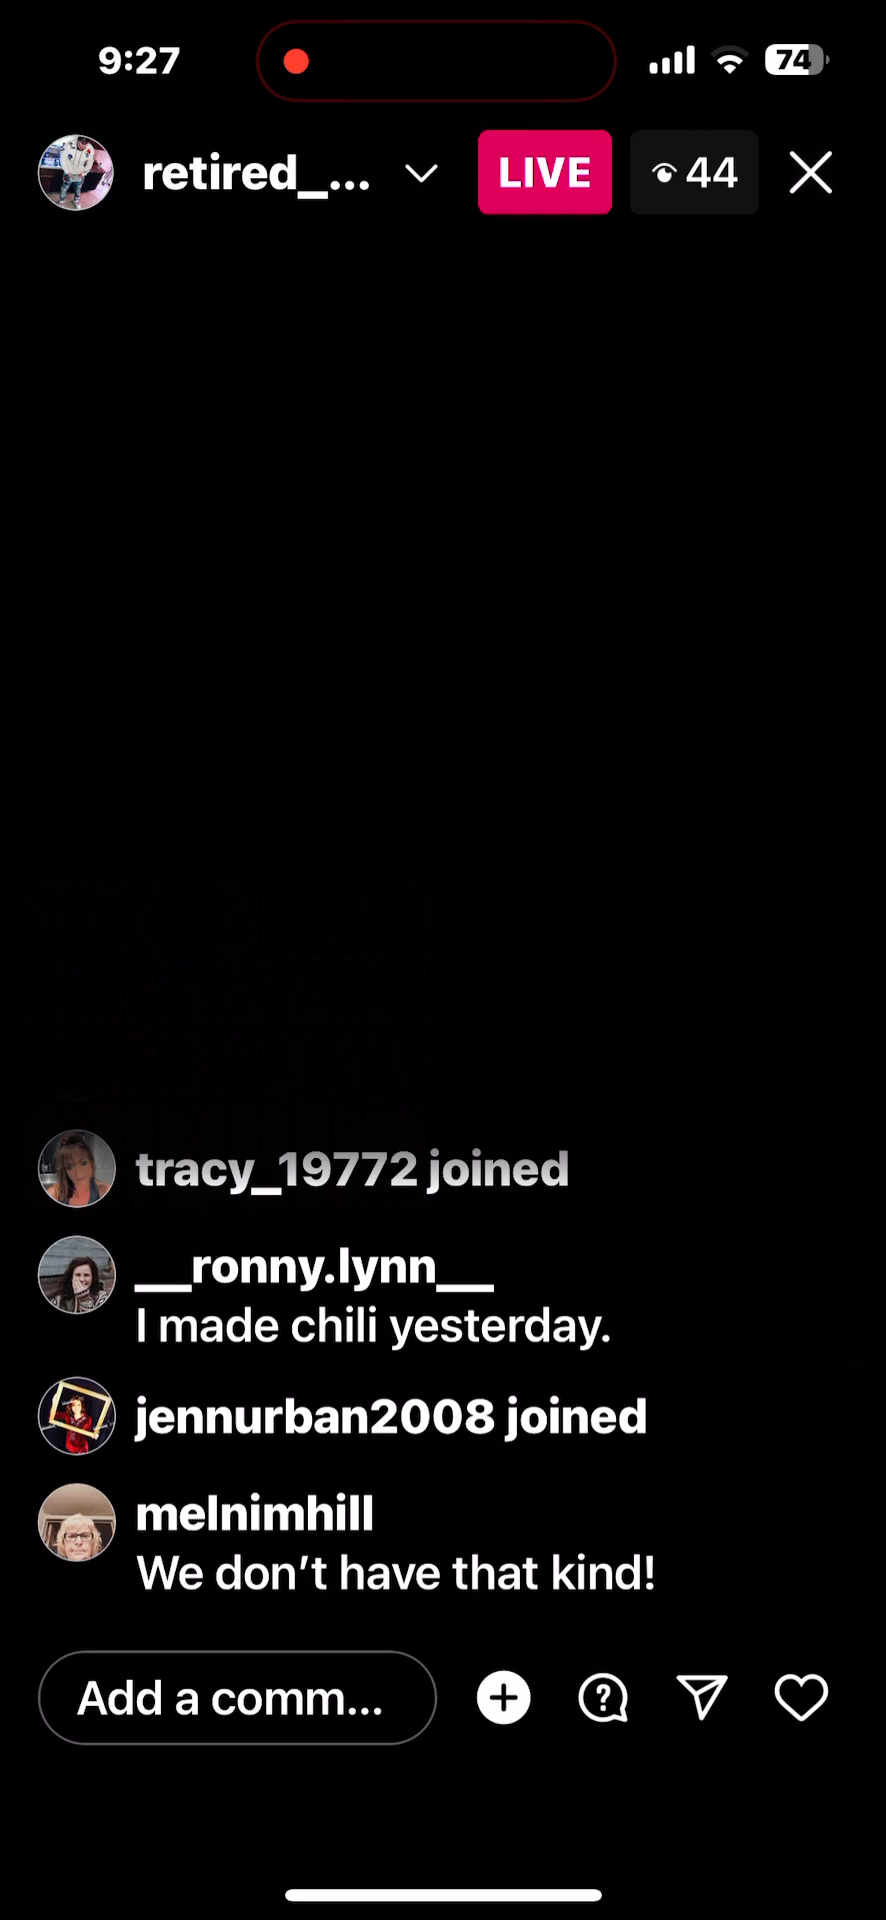 9:27
74
retired_...
LIVE
44
tracy_19772 joined
__ronny.lynn__
I made chili yesterday.
jennurban2008 joined
melnimhill
We don’t have that kind!
Add a comm...